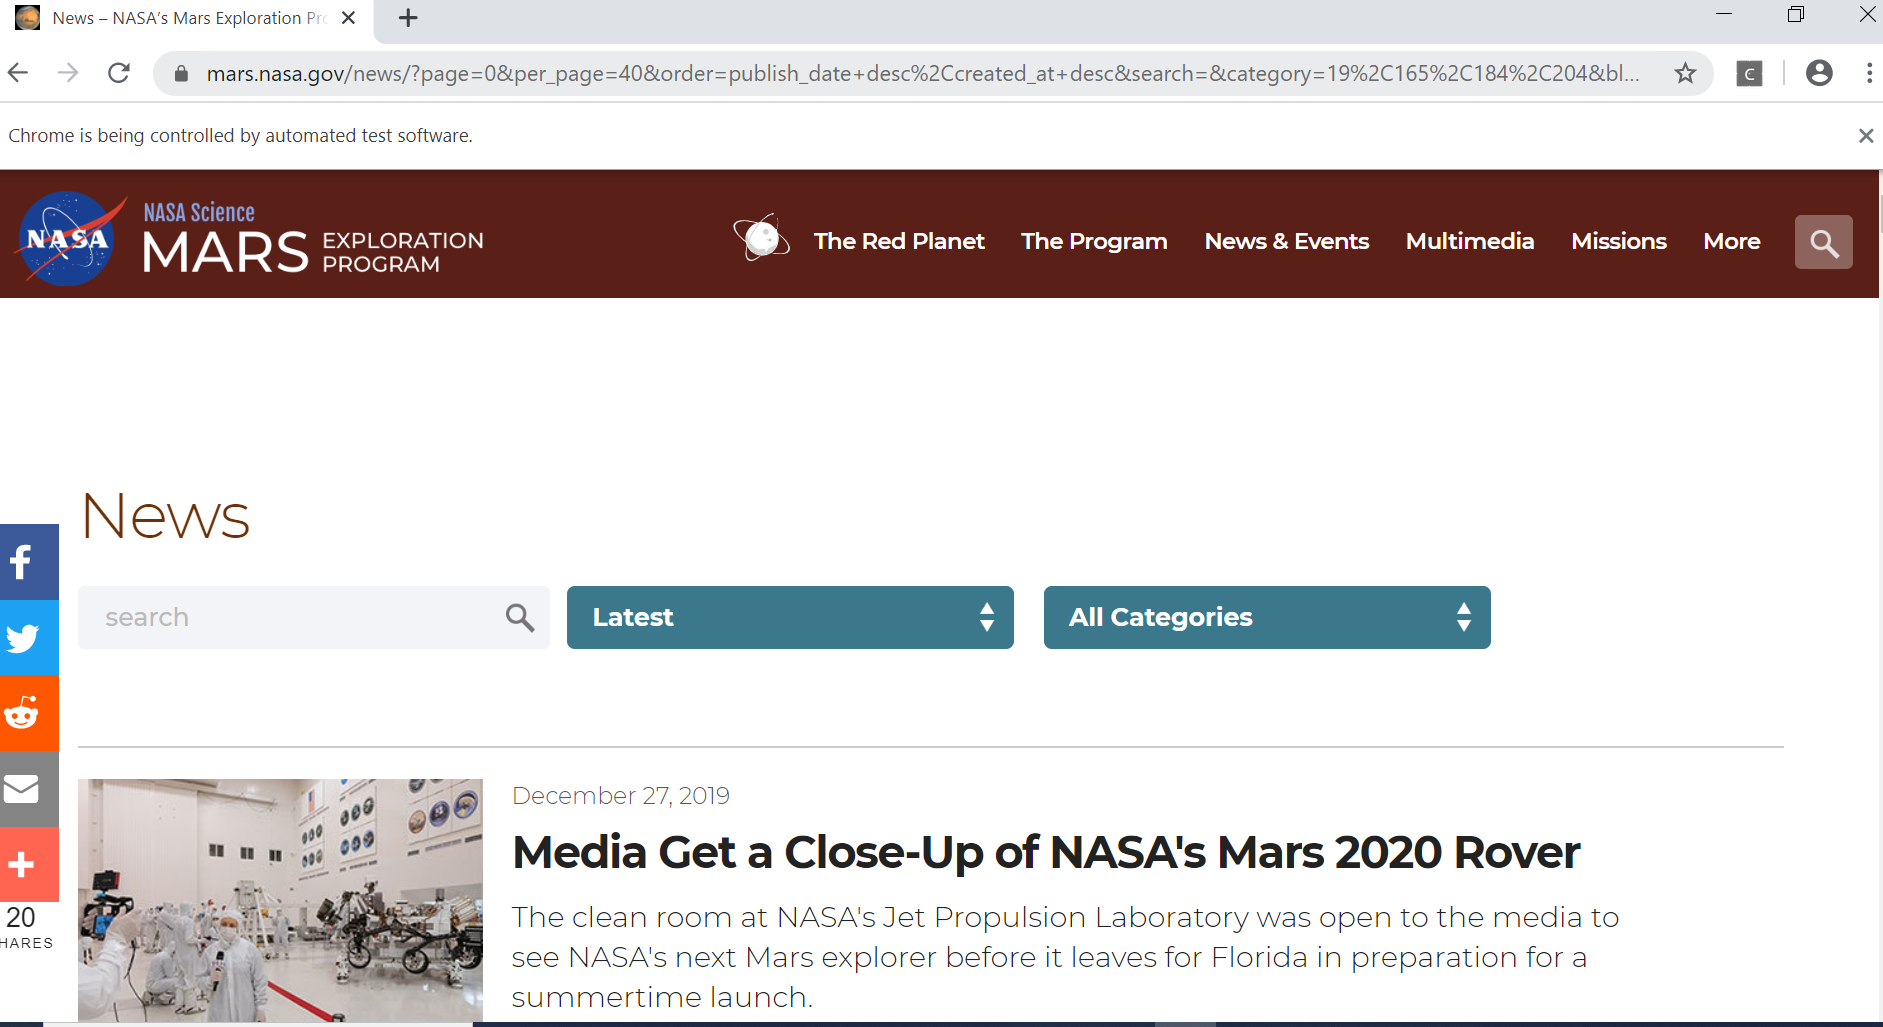 News – NASA's Mars Exploration Pro
mars.nasa.gov/news/?page=0&per_page=40&order=publish_date+desc%2Ccreated_at+desc&search=&category=19%2C165%2C184%2C204&bl...
C
Chrome is being controlled by automated test software.
NASA
NASA Science
MARS EXPLORATION
PROGRAM
The Red Planet The Program News & Events Multimedia Missions More
News
search Latest All Categories
December 27, 2019
Media Get a Close-Up of NASA's Mars 2020 Rover
The clean room at NASA's Jet Propulsion Laboratory was open to the media to
see NASA's next Mars explorer before it leaves for Florida in preparation for a
summertime launch.
20
HARES